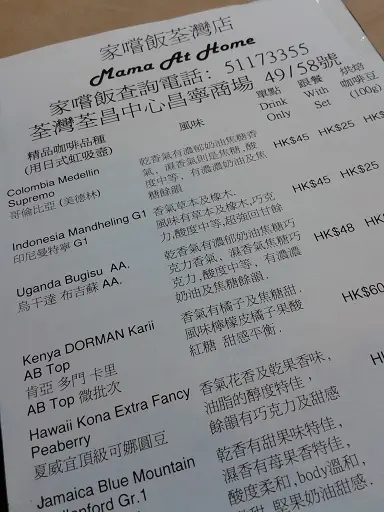 家嚐飯荃灣店
Mama At Home
家嚐飯查詢電話: 51173355
荃灣荃昌中心昌寧商場 49/58號
精品咖啡品種
(用日式虹吸壺)
風味
單點
Drink
Only
跟餐
With
Set
烘焙
咖啡豆
(100g)
Colombia Medellin
Supremo
哥倫比亞 (美德林)
乾香氣有濃郁奶油焦糖香
氣、濕香氣則是焦糖,酸
度中等, 有濃濃奶油及焦
糖餘韻
HK$45
HK$25
Indonesia Mandheling G1
印尼曼特寧 G1
香氣草本及橡木.
風味有草本及橡木,巧克
力,酸度中等,超強回甘餘
HK$45
HK$25
Uganda Bugisu AA.
烏干達 布吉蘇 AA.
乾香氣有濃郁奶油焦糖巧
克力香氣, 濕香氣焦糖巧
克力,酸度中等, 有濃濃
奶油及焦糖餘韻.
HK$48
Kenya DORMAN Karii
AB Top
肯亞 多門 卡里
AB Top 微批次
香氣有橘子及焦糖甜.
風味檸檬皮橘子果酸
紅糖 甜感平衡.
HK$60
Hawaii Kona Extra Fancy
Peaberry
夏威宜頂級可娜圓豆
香氣花香及乾果香味,
油脂的醇度特佳,
餘韻有巧克力及甜感
Jamaica Blue Mountain
Gr.1
乾香有甜果味特佳,
濕香有莓果香特佳,
酸度柔和,body溫和,
堅果奶油甜感.